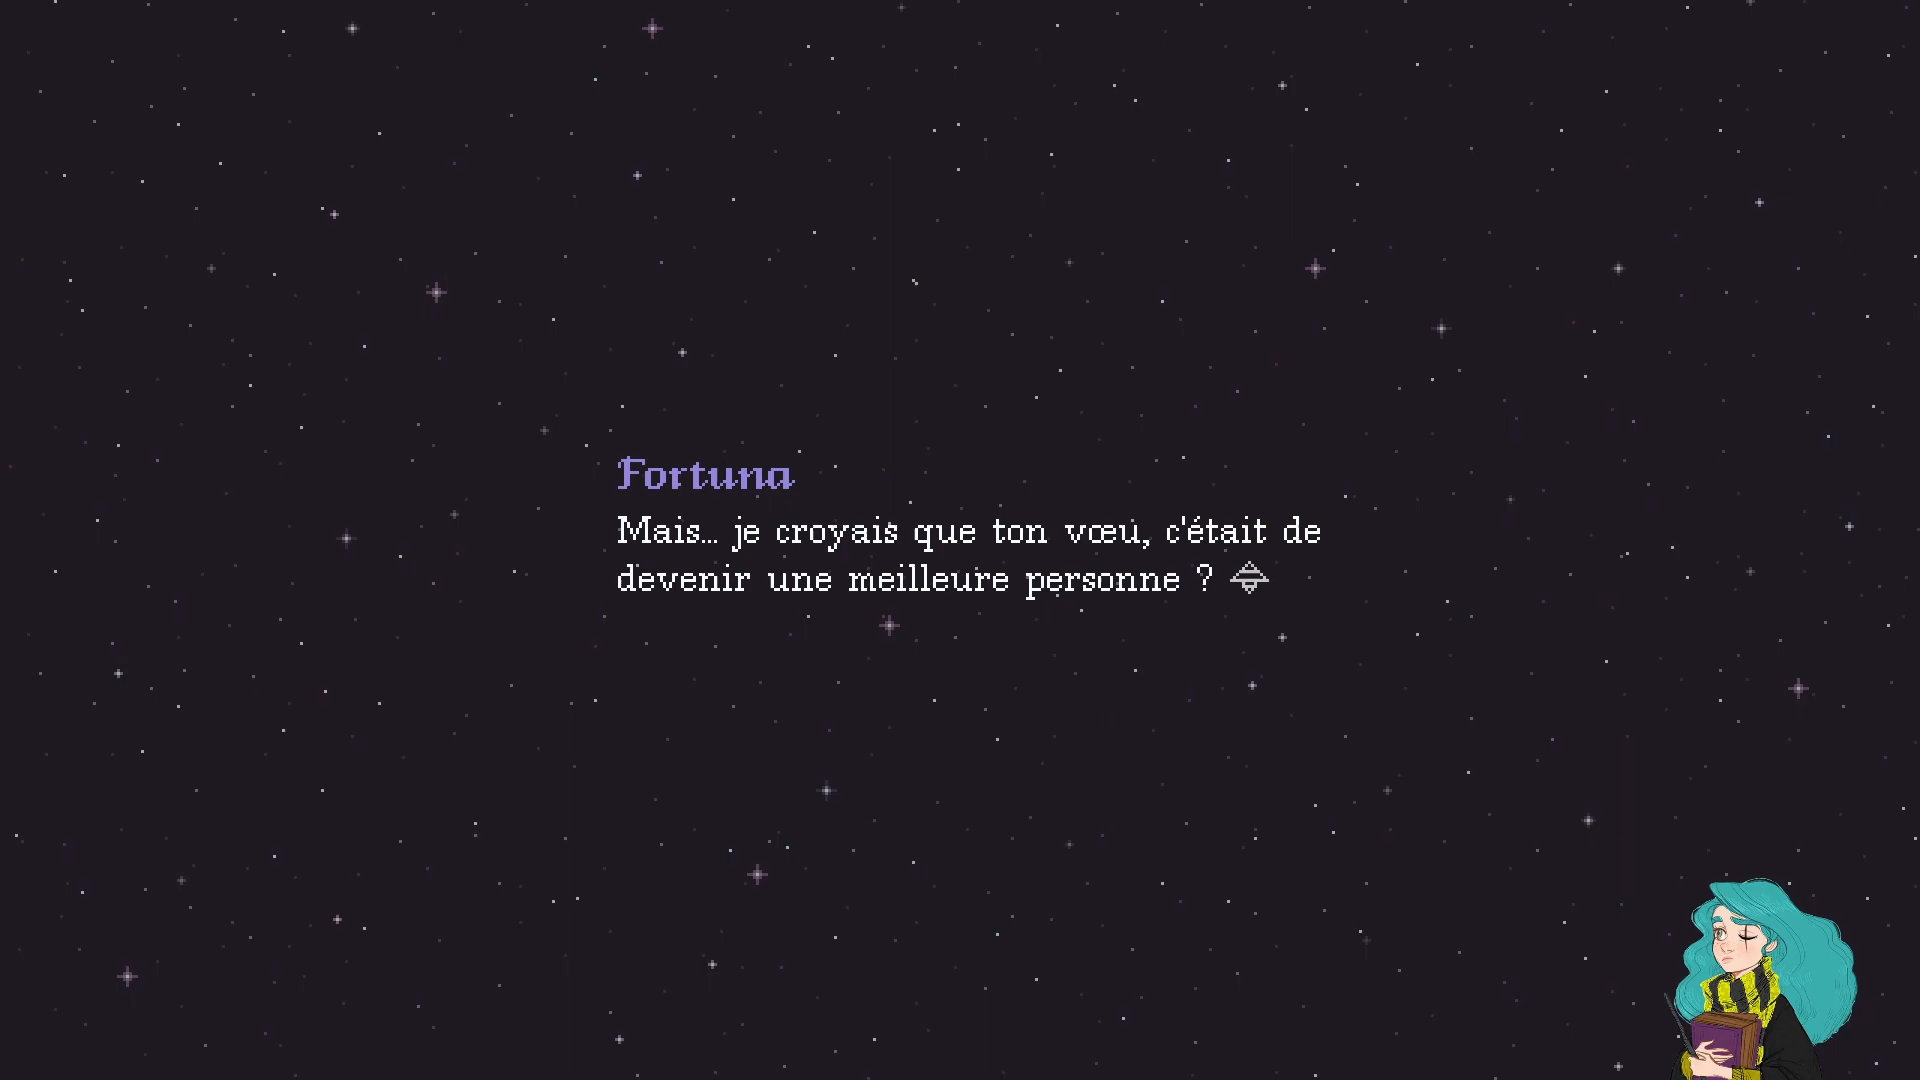 Fortuna
Mais... je croyais que ton vœu, c'était de
devenir une meilleure personne ?